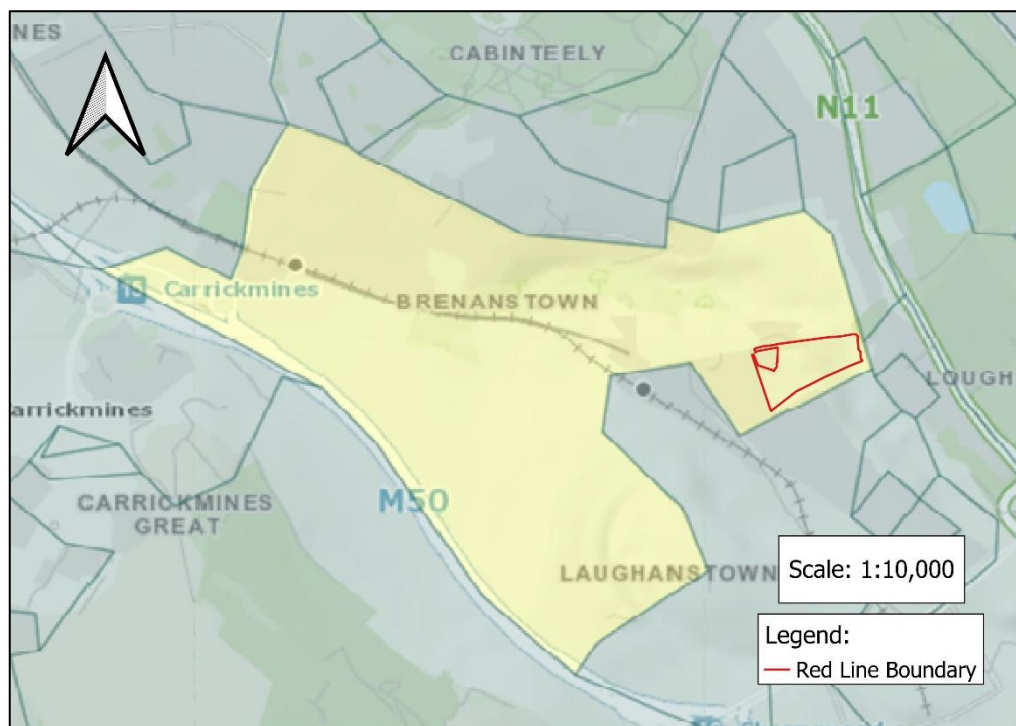 NES
CABINTEELY
N11
15
Carrickmines
BRENANSTOWN
LOUGH
arrickmines
CARRICKMINES
GREAT
M50
LAUGHANSTOWN
Scale: 1:10,000
Legend:
Red Line Boundary